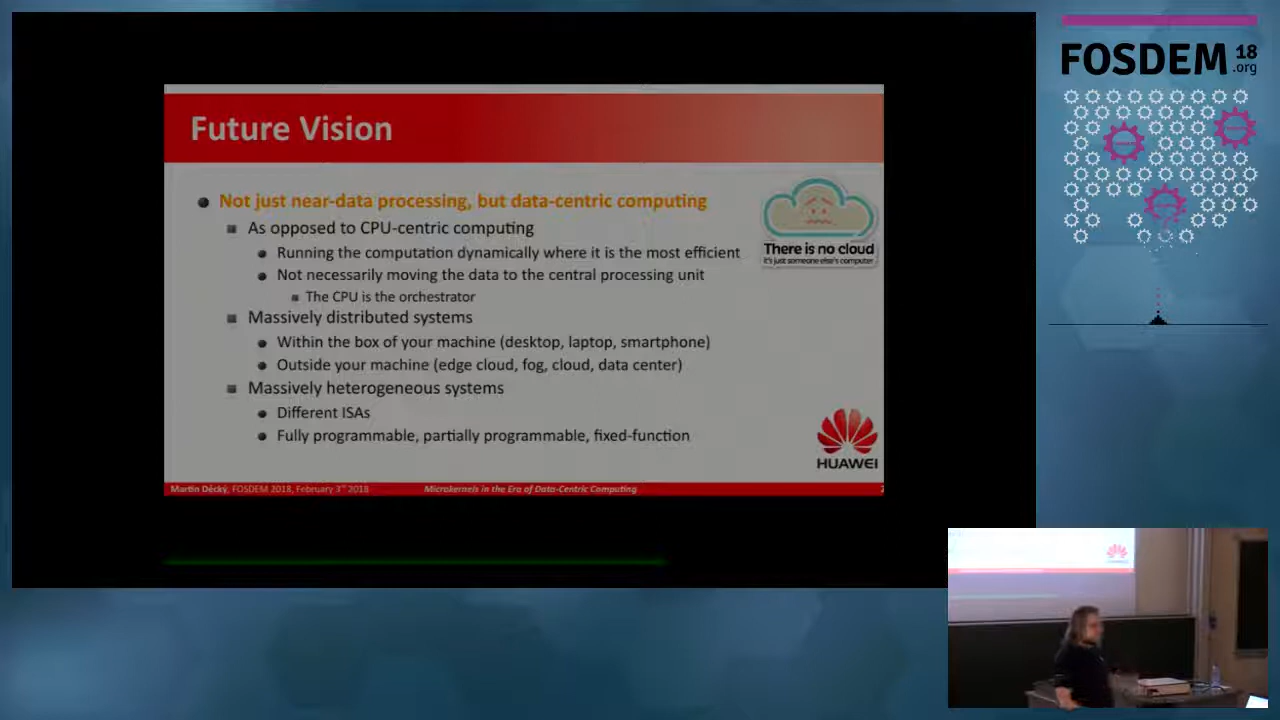 FOSDEM 18
.org
Future Vision
Not just near-data processing, but data-centric computing
As opposed to CPU-centric computing
Running the computation dynamically where it is the most efficient
Not necessarily moving the data to the central processing unit
The CPU is the orchestrator
Massively distributed systems
Within the box of your machine (desktop, laptop, smartphone)
Outside your machine (edge cloud, fog, cloud, data center)
Massively heterogeneous systems
Different ISAs
Fully programmable, partially programmable, fixed-function
There is no cloud
it's just someone else's computer
HUAWEI
Martin Děcký, FOSDEM 2018, February 3rd 2018
Microkernels in the Era of Data-Centric Computing